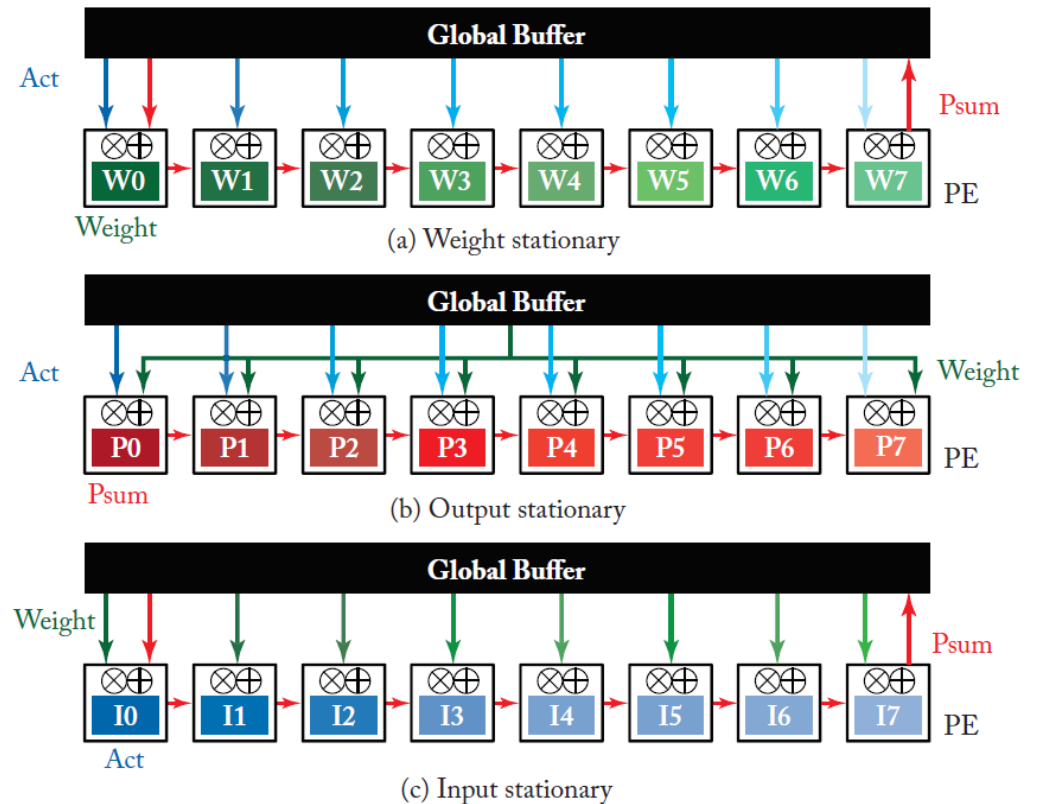 Global Buffer
Act
Psum
W0 W1 W2 W3 W4 W5 W6 W7
PE
Weight
(a) Weight stationary
Global Buffer
Act
Weight
P0 P1 P2 P3 P4 P5 P6 P7
PE
Psum
(b) Output stationary
Global Buffer
Weight
Psum
I0 I1 I2 I3 I4 I5 I6 I7
PE
Act
(c) Input stationary